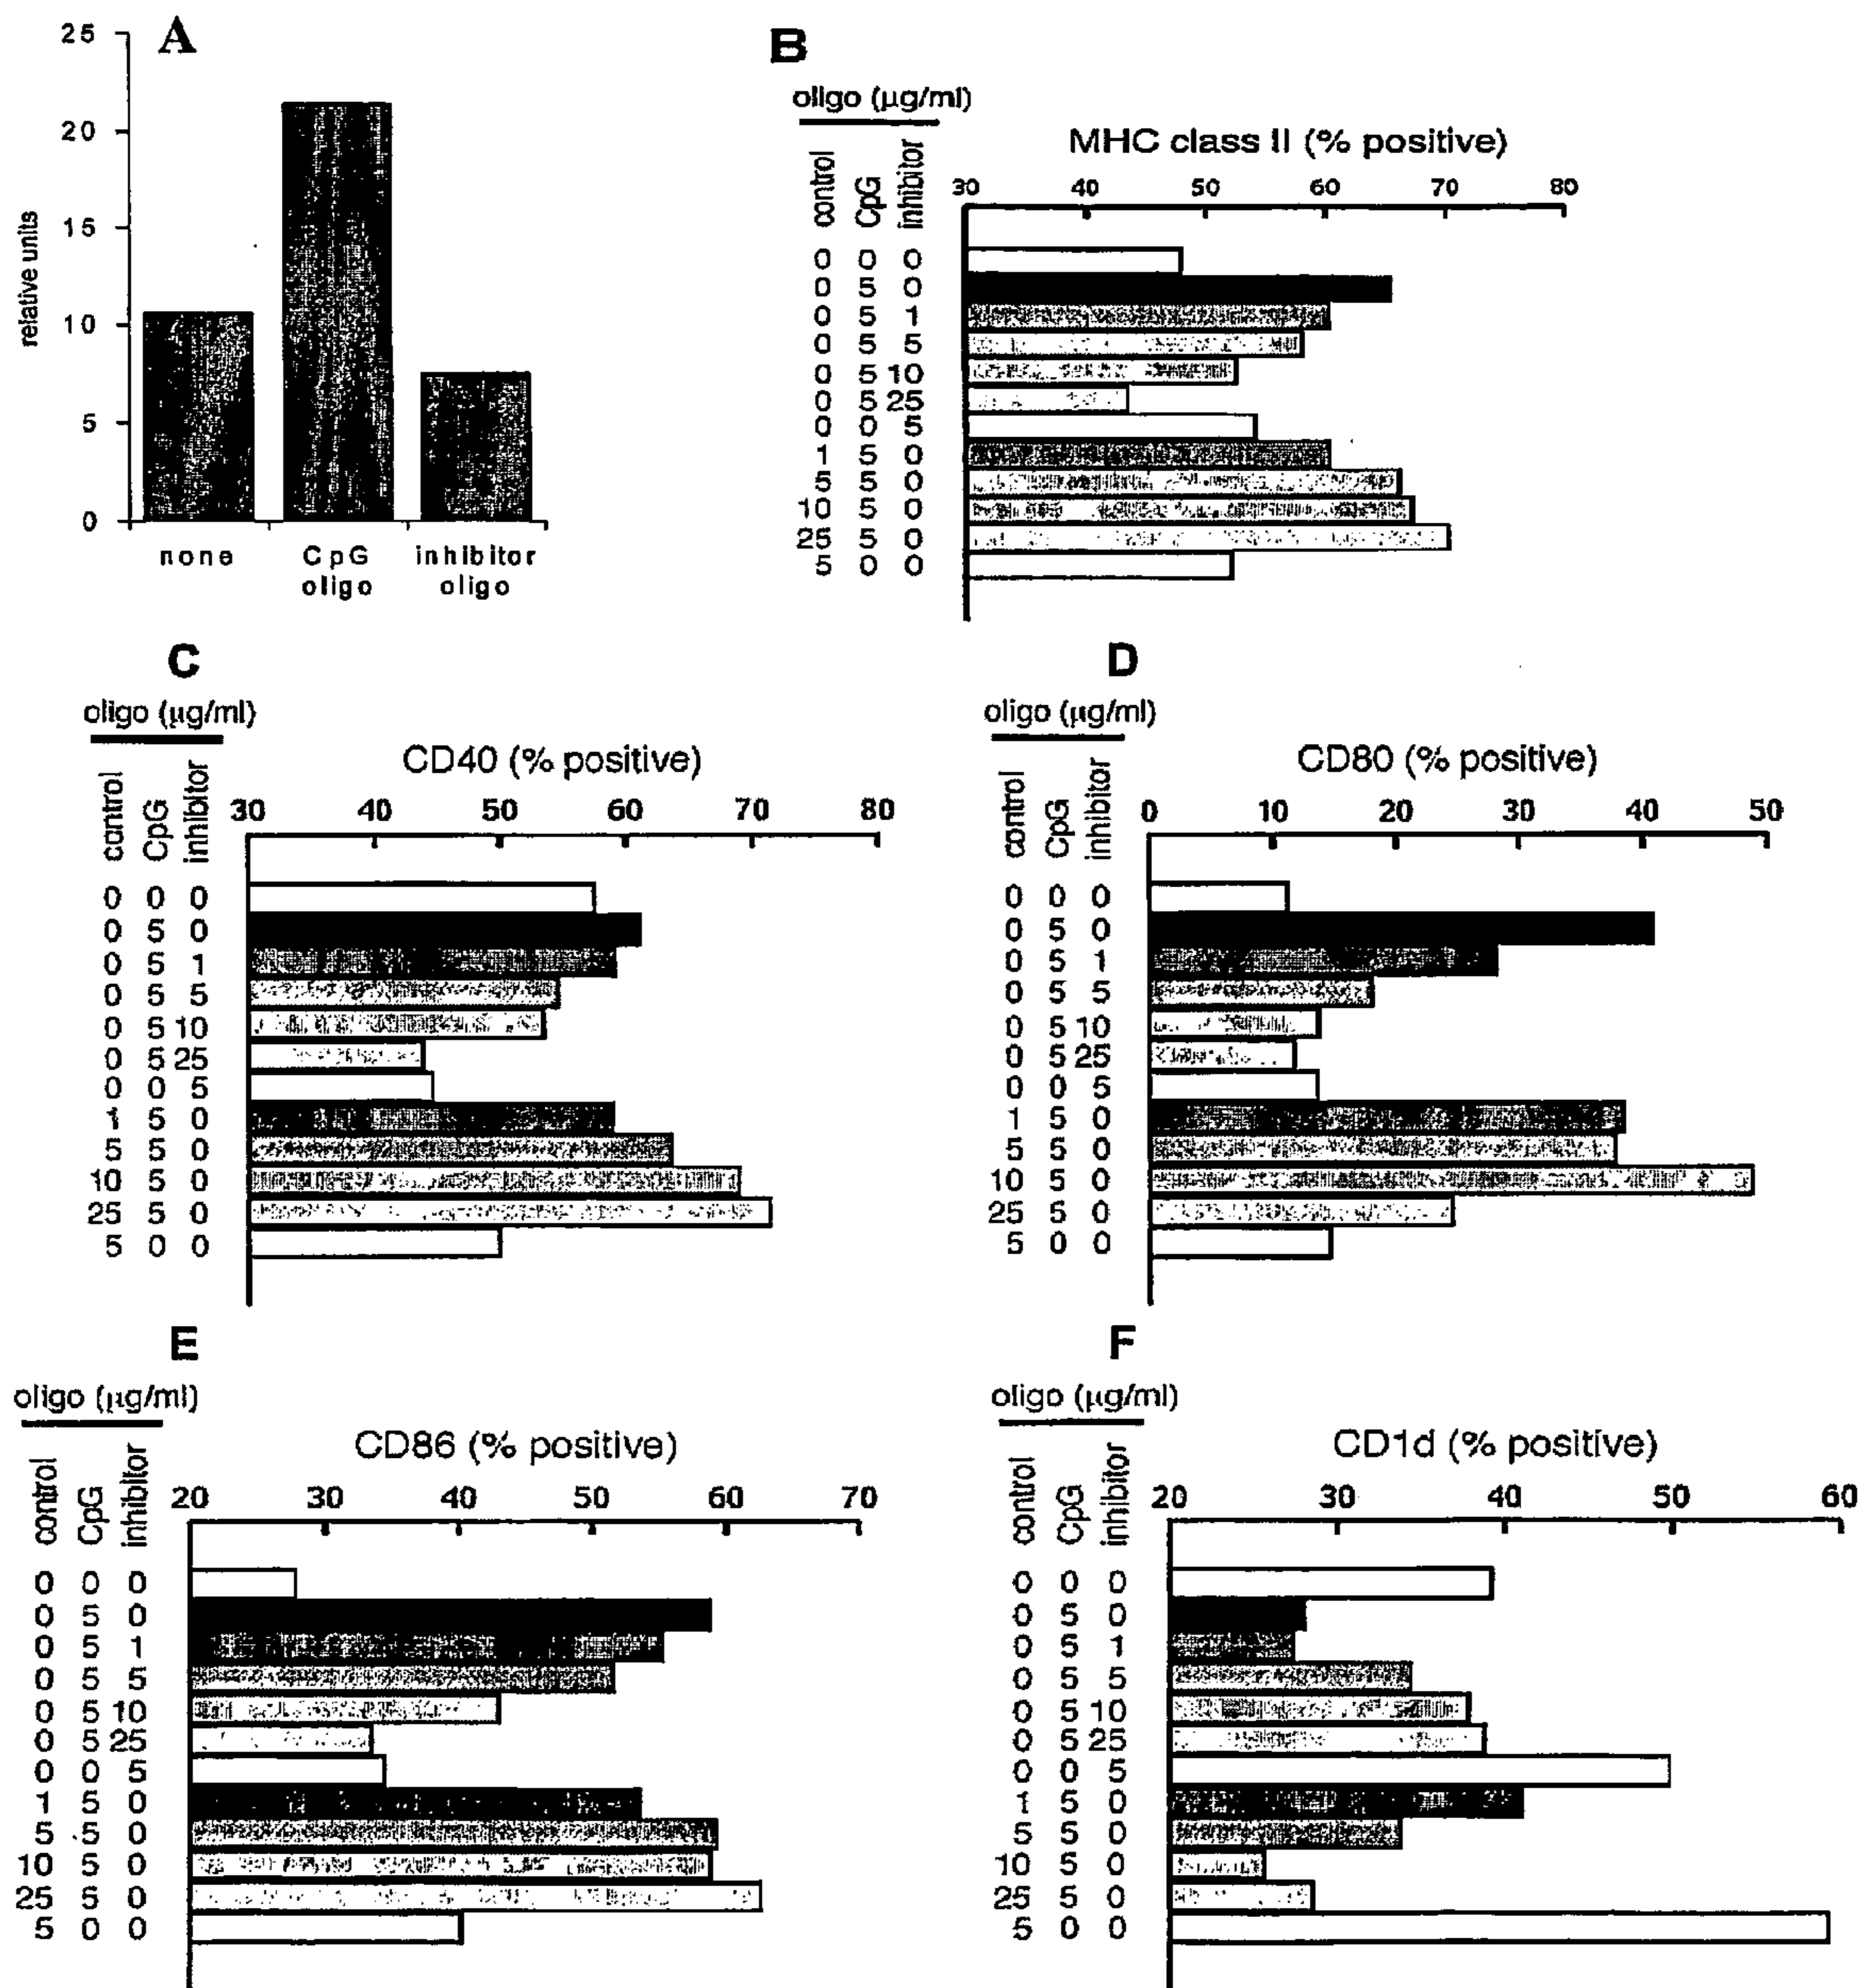 A
25
20
15
10
5
0
relative units
none
CpG
oligo
inhibitor
oligo
B
oligo (μg/ml)
control CpG inhibitor
MHC class II (% positive)
30 40 50 60 70 80
0 0 0
0 5 0
0 5 1
0 5 5
0 5 10
0 5 25
0 0 5
1 5 0
5 5 0
10 5 0
25 5 0
5 0 0
C
oligo (μg/ml)
control CpG inhibitor
CD40 (% positive)
30 40 50 60 70 80
0 0 0
0 5 0
0 5 1
0 5 5
0 5 10
0 5 25
0 0 5
1 5 0
5 5 0
10 5 0
25 5 0
5 0 0
D
oligo (μg/ml)
control CpG inhibitor
CD80 (% positive)
0 10 20 30 40 50
0 0 0
0 5 0
0 5 1
0 5 5
0 5 10
0 5 25
0 0 5
1 5 0
5 5 0
10 5 0
25 5 0
5 0 0
E
oligo (μg/ml)
control CpG inhibitor
CD86 (% positive)
20 30 40 50 60 70
0 0 0
0 5 0
0 5 1
0 5 5
0 5 10
0 5 25
0 0 5
1 5 0
5 5 0
10 5 0
25 5 0
5 0 0
F
oligo (μg/ml)
control CpG inhibitor
CD1d (% positive)
20 30 40 50 60
0 0 0
0 5 0
0 5 1
0 5 5
0 5 10
0 5 25
0 0 5
1 5 0
5 5 0
10 5 0
25 5 0
5 0 0